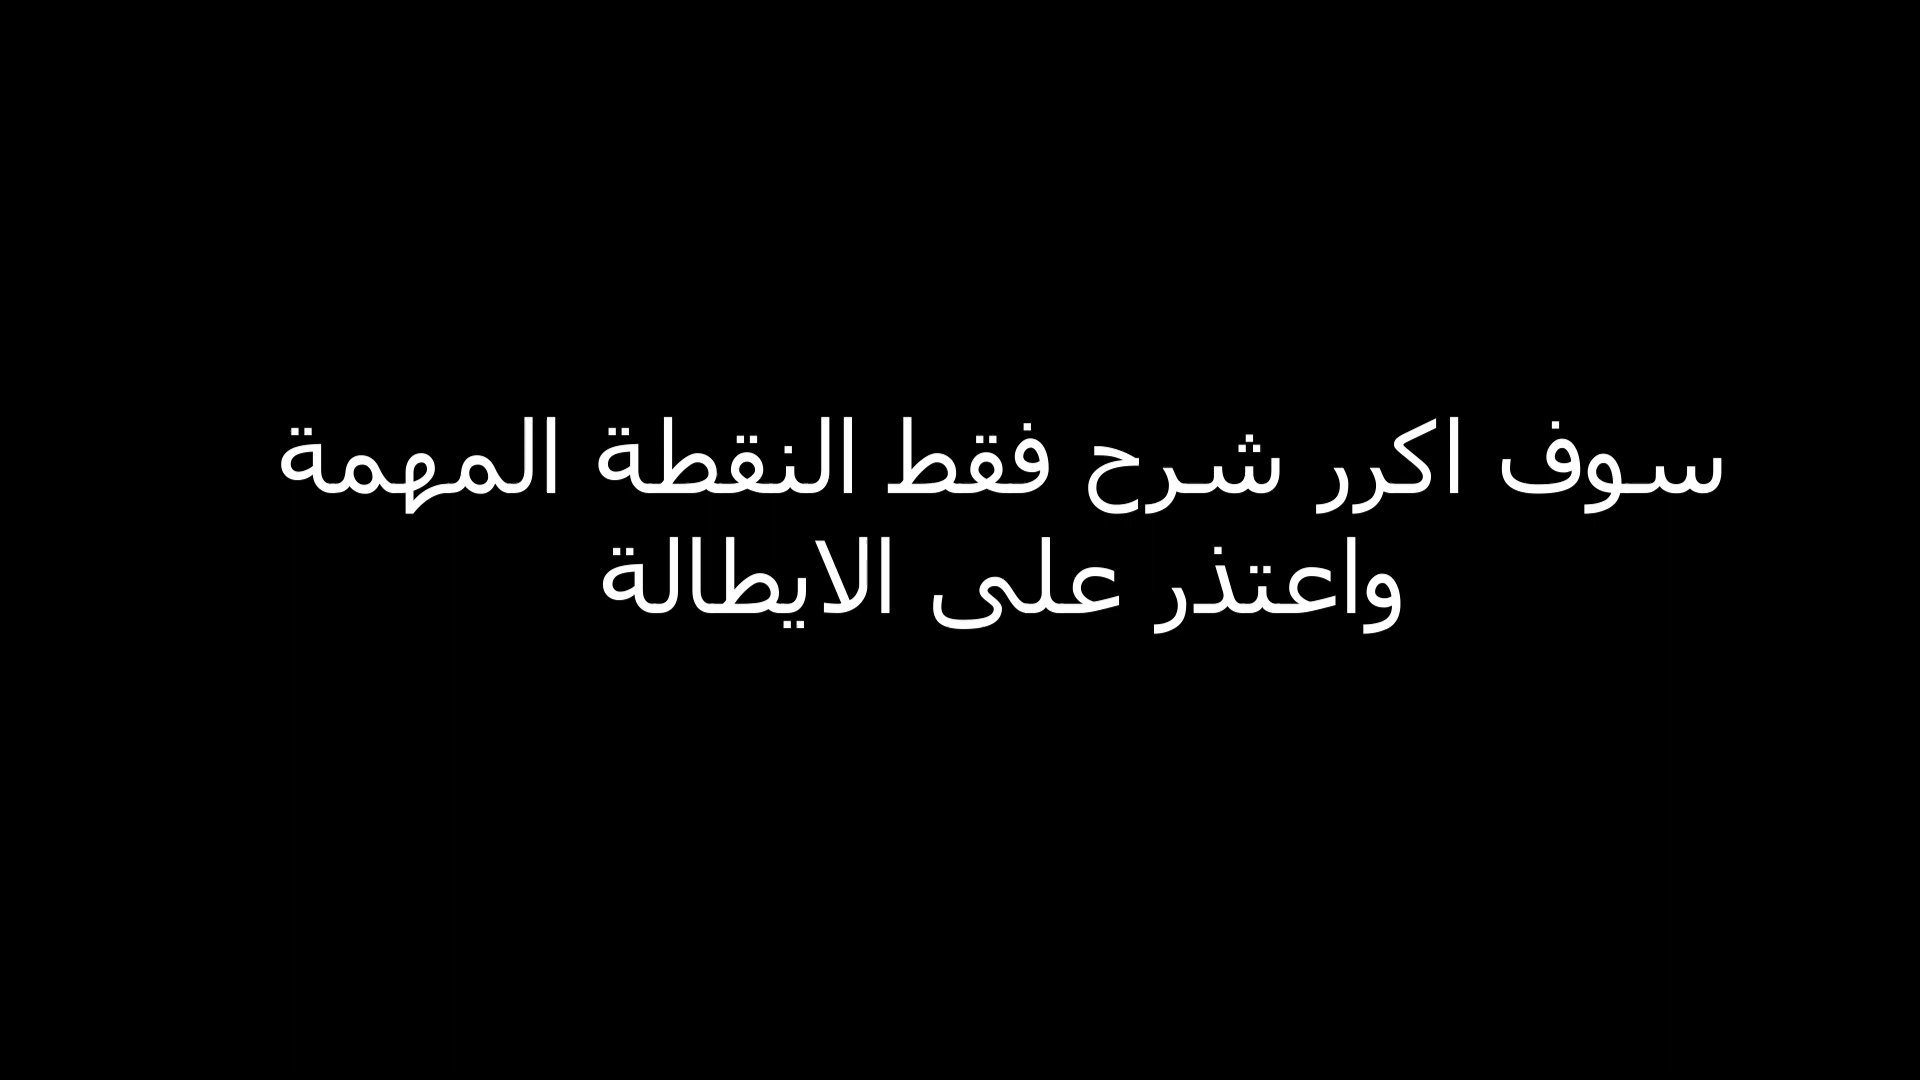 سوف اكرر شرح فقط النقطة المهمة
واعتذر على الايطالة